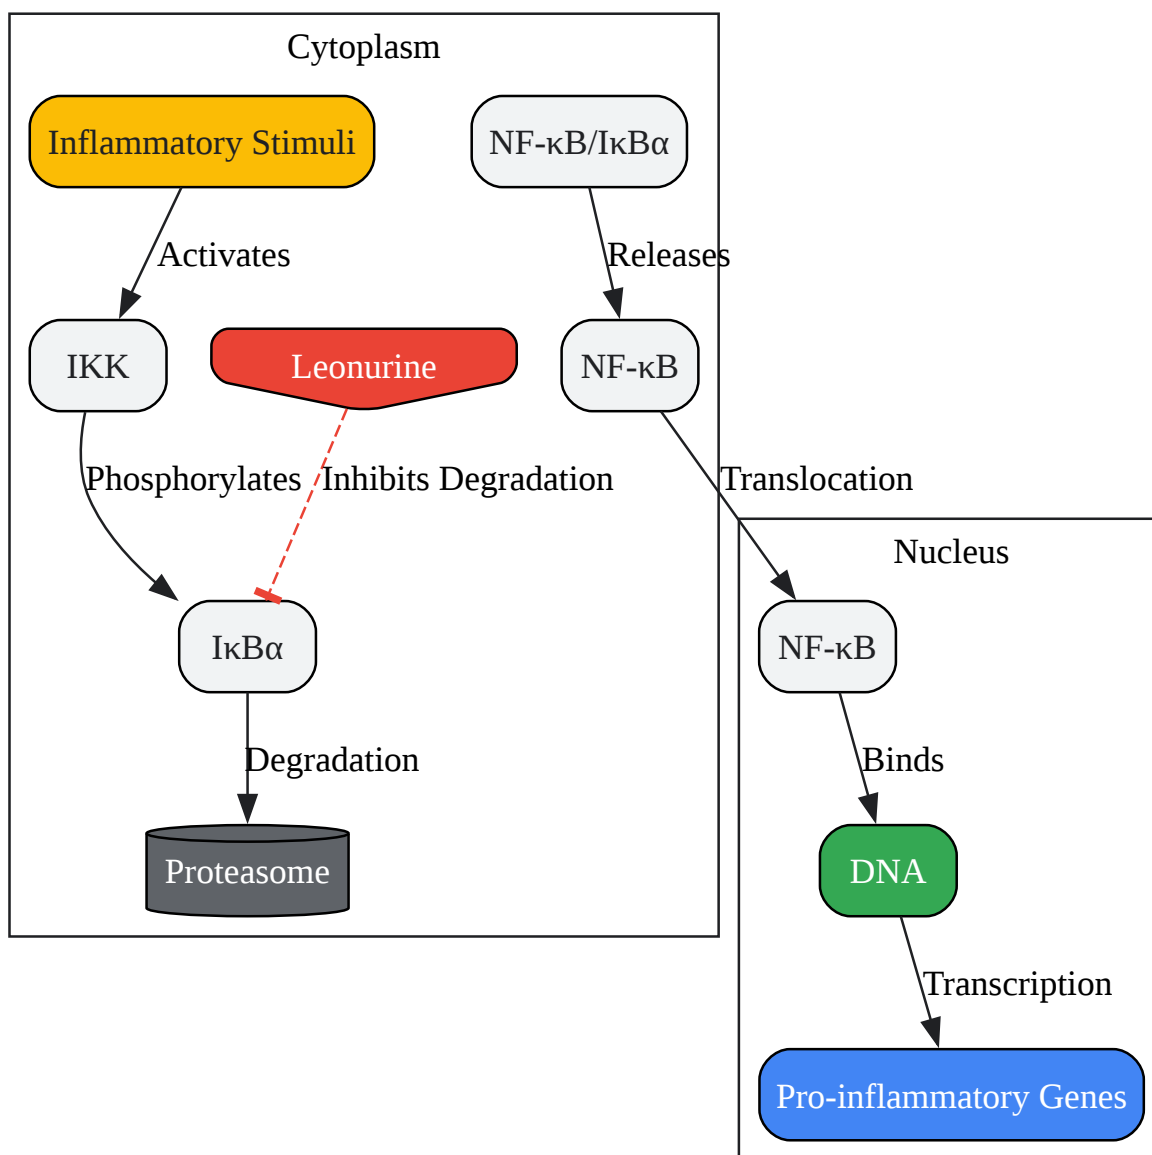 Cytoplasm
Inflammatory Stimuli
NF-κB/IκBα
Activates
Releases
IKK
Leonurine
NF-κB
Phosphorylates
Inhibits Degradation
Translocation
Nucleus
IκBα
NF-κB
Degradation
Binds
Proteasome
DNA
Transcription
Pro-inflammatory Genes